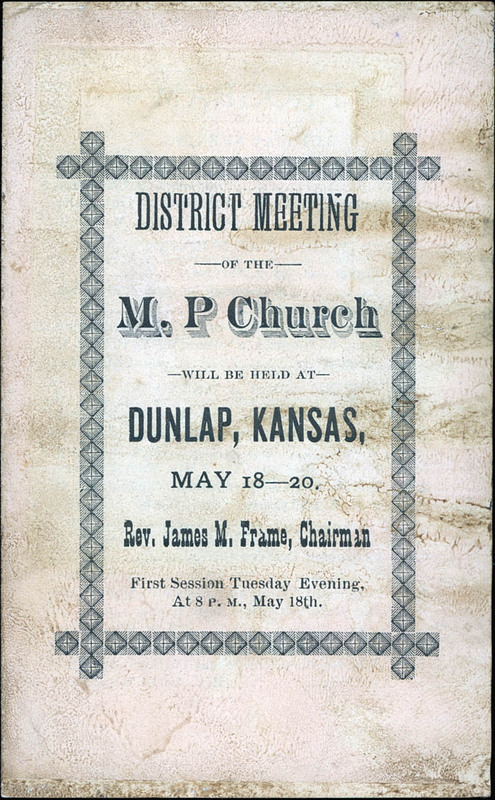 DISTRICT MEETING
—OF THE—
M. P Church
—WILL BE HELD AT—
DUNLAP, KANSAS,
MAY 18—20.
Rev. James M. Frame, Chairman
First Session Tuesday Evening,
At 8 P. M., May 18th.